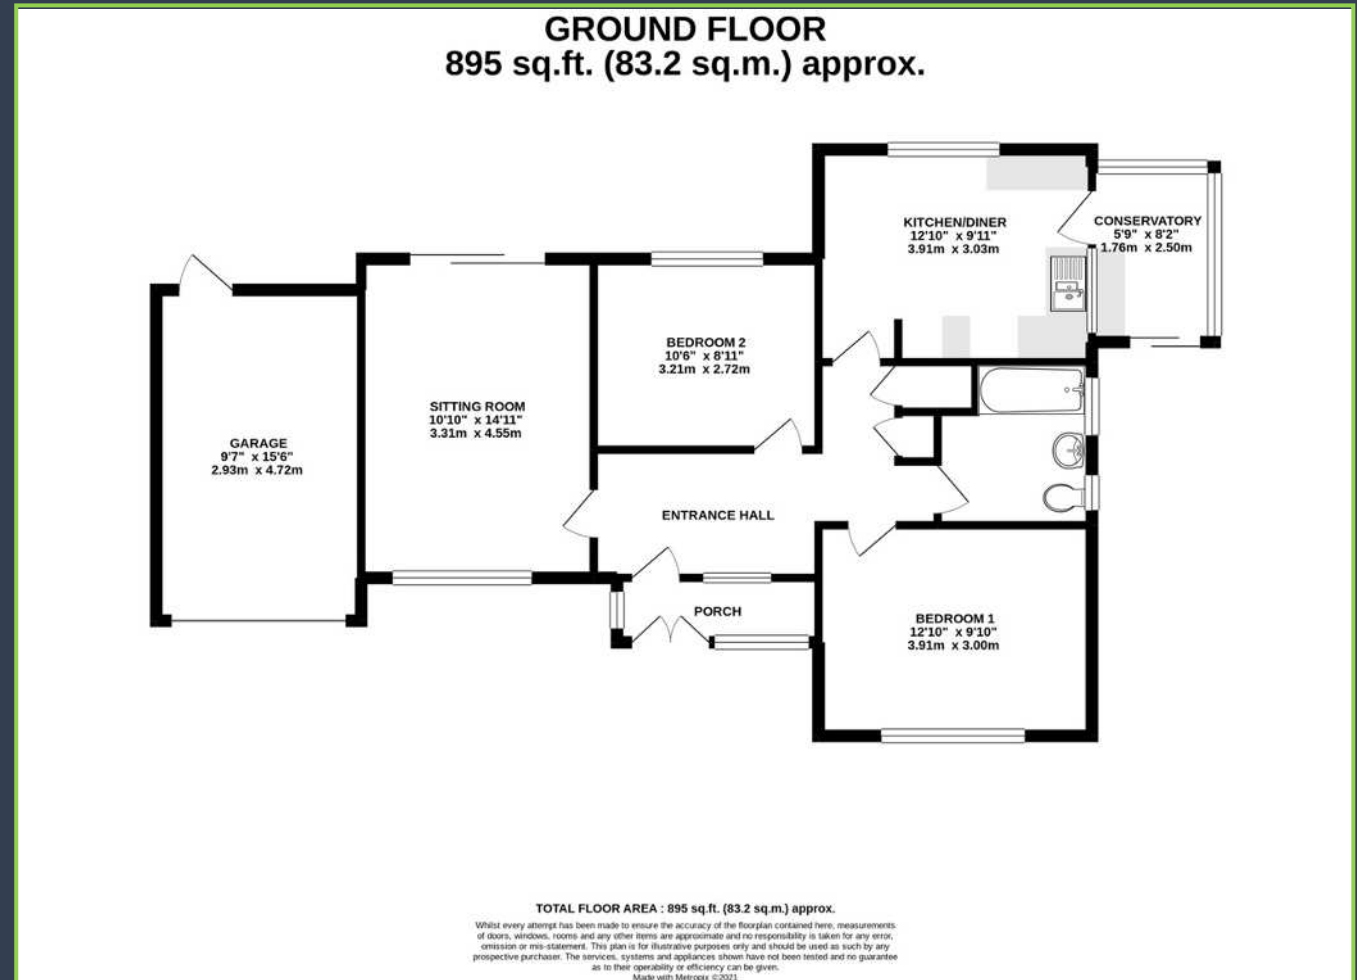 GROUND FLOOR
895 sq.ft. (83.2 sq.m.) approx.
KITCHEN/DINER
12'10" x 9'11"
3.91m x 3.03m
CONSERVATORY
5'9" x 8'2"
1.76m x 2.50m
BEDROOM 2
10'6" x 8'11"
3.21m x 2.72m
SITTING ROOM
10'10" x 14'11"
3.31m x 4.55m
GARAGE
9'7" x 15'6"
2.93m x 4.72m
ENTRANCE HALL
PORCH
BEDROOM 1
12'10" x 9'10"
3.91m x 3.00m
TOTAL FLOOR AREA : 895 sq.ft. (83.2 sq.m.) approx.
Whilst every attempt has been made to ensure the accuracy of the floorplan contained here, measurements
of doors, windows, rooms and any other items are approximate and no responsibility is taken for any error,
omission or mis-statement. This plan is for illustrative purposes only and should be used as such by any
prospective purchaser. The services, systems and appliances shown have not been tested and no guarantee
as to their operability or efficiency can be given.
Made with Metropix ©2021